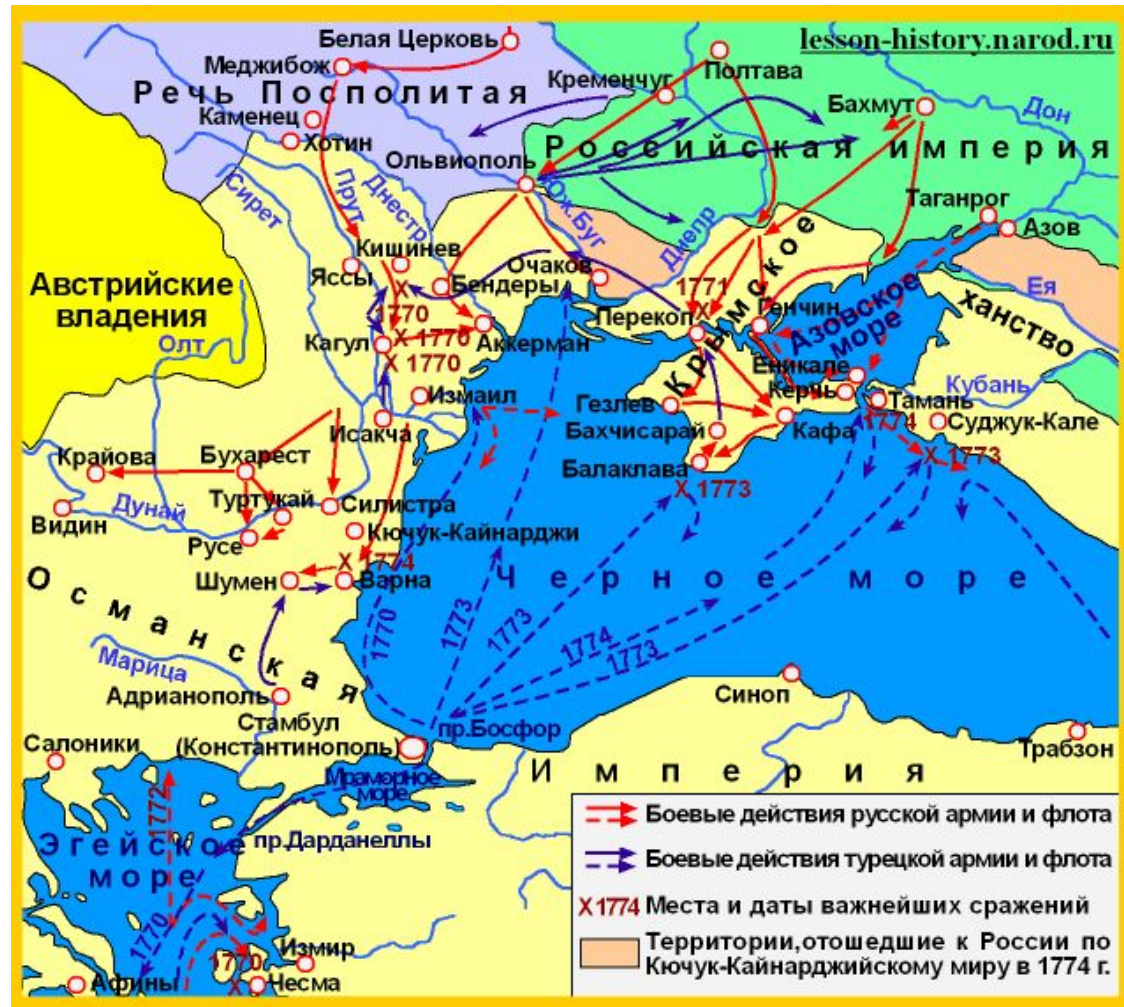 lesson-history.narod.ru
Белая Церковь
Меджибож
Речь Посполитая
Каменец
Хотин
Кременчуг
Полтава
Бахмут
Дон
Российская империя
Ольвиополь
Таганрог
Азов
Сирет
Прут
Днестр
Юж.Буг
Днепр
Ея
Кишинев
Яссы
Бендеры
Очаков
X
1770
1771
X
Перекоп
Генчин
Крымское
ханство
Азовское
море
Австрийские
владения
Олт
Кагул
X 1770
X 1770
Аккерман
Еникале
Керчь
Тамань
1774
Кубань
Суджук-Кале
X 1773
Измаил
Исакча
Гезлев
Бахчисарай
Кафа
Балаклава
X 1773
Крайова
Бухарест
Туртукай
Силистра
Видин
Дунай
Русе
Кючук-Кайнарджи
X 1774
Шумен
Варна
Черное море
1770
1773
1773
1774
1773
Османская
Империя
Марица
Адрианополь
Стамбул
(Константинополь)
пр.Босфор
Синоп
Трабзон
Салоники
Мраморное
море
1772
Эгейское
море
пр.Дарданеллы
1770
1770
X
Измир
Афины
Чесма
Боевые действия русской армии и флота
Боевые действия турецкой армии и флота
X1774 Места и даты важнейших сражений
Территории,отошедшие к России по
Кючук-Кайнарджийскому миру в 1774 г.